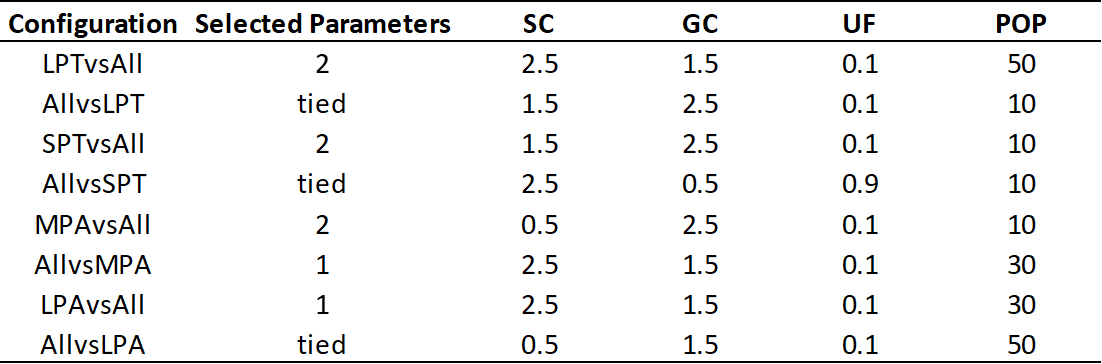 Configuration Selected Parameters SC GC UF POP
LPTvsAll 2 2.5 1.5 0.1 50
AllvsLPT tied 1.5 2.5 0.1 10
SPTvsAll 2 1.5 2.5 0.1 10
AllvsSPT tied 2.5 0.5 0.9 10
MPAvsAll 2 0.5 2.5 0.1 10
AllvsMPA 1 2.5 1.5 0.1 30
LPAvsAll 1 2.5 1.5 0.1 30
AllvsLPA tied 0.5 1.5 0.1 50